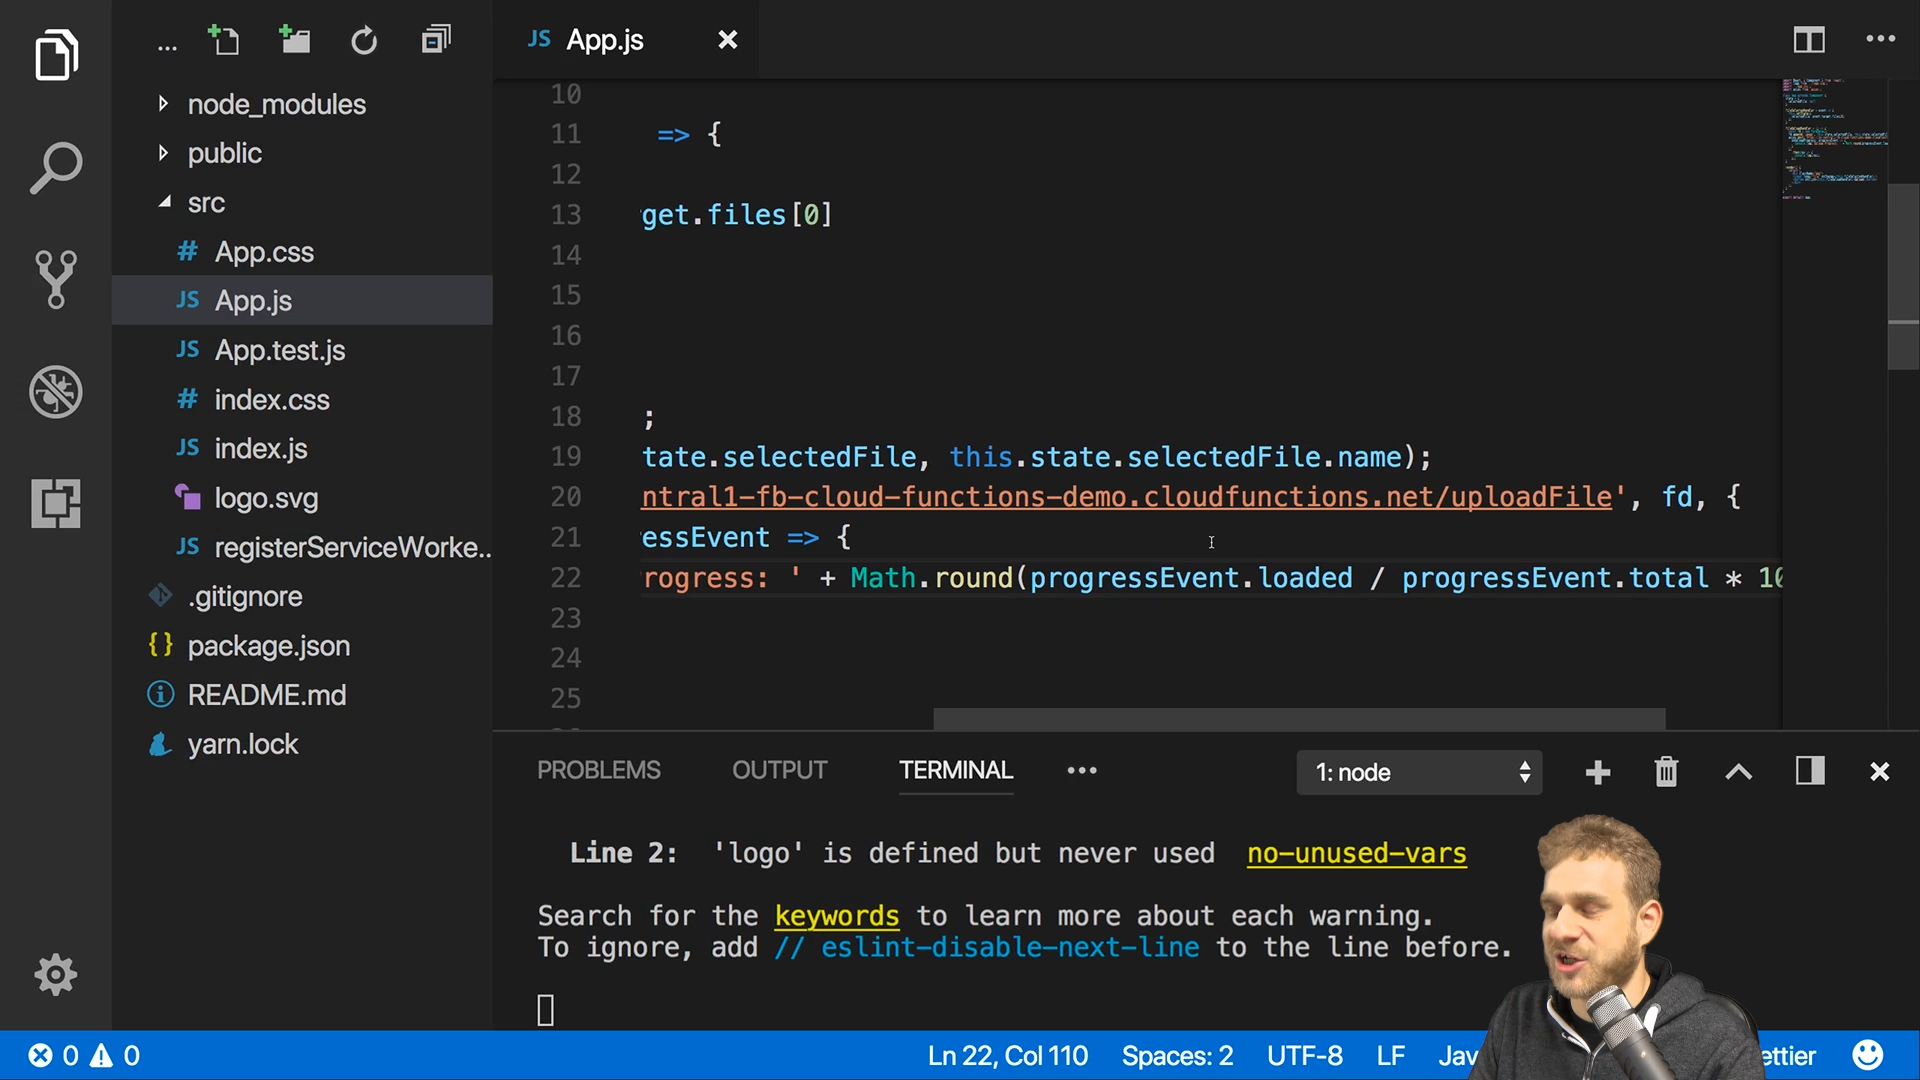 ...
JS App.js
node_modules
public
src
# App.css
JS App.js
JS App.test.js
# index.css
JS index.js
logo.svg
JS registerServiceWorke...
.gitignore
{} package.json
README.md
yarn.lock
10
11 => {
12
13 get.files[0]
14
15
16
17
18 ;
19 tate.selectedFile, this.state.selectedFile.name);
20 ntral1-fb-cloud-functions-demo.cloudfunctions.net/uploadFile', fd, {
21 essEvent => {
22 rogress: ' + Math.round(progressEvent.loaded / progressEvent.total * 10
23
24
25
PROBLEMS OUTPUT TERMINAL ... 1: node
Line 2: 'logo' is defined but never used no-unused-vars
Search for the keywords to learn more about each warning.
To ignore, add // eslint-disable-next-line to the line before.
0 0 Ln 22, Col 110 Spaces: 2 UTF-8 LF Jav ettier